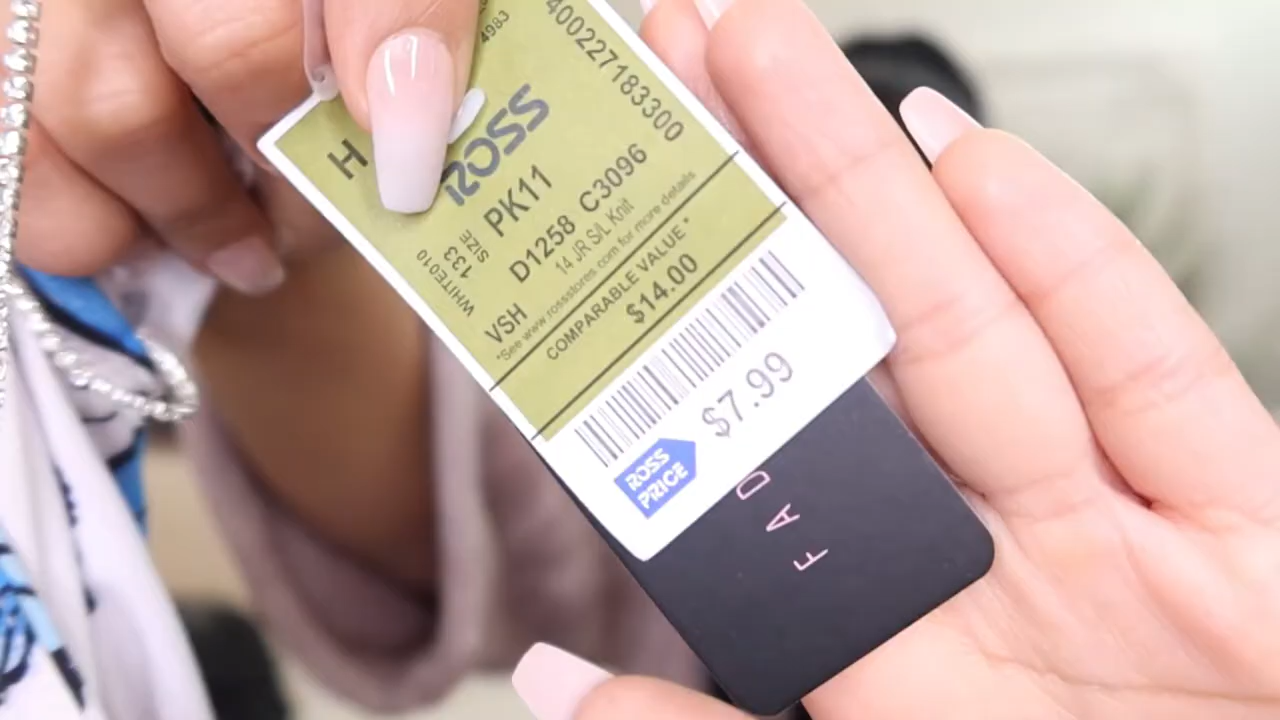 4983
400227183300
H
ROSS
PK11
D1258 C3096
WHITE010
133
SIZE
14 JR S/L Knit
VSH
*See www.rossstores.com for more details
COMPARABLE VALUE*
$14.00
$7.99
ROSS
PRICE
F A D